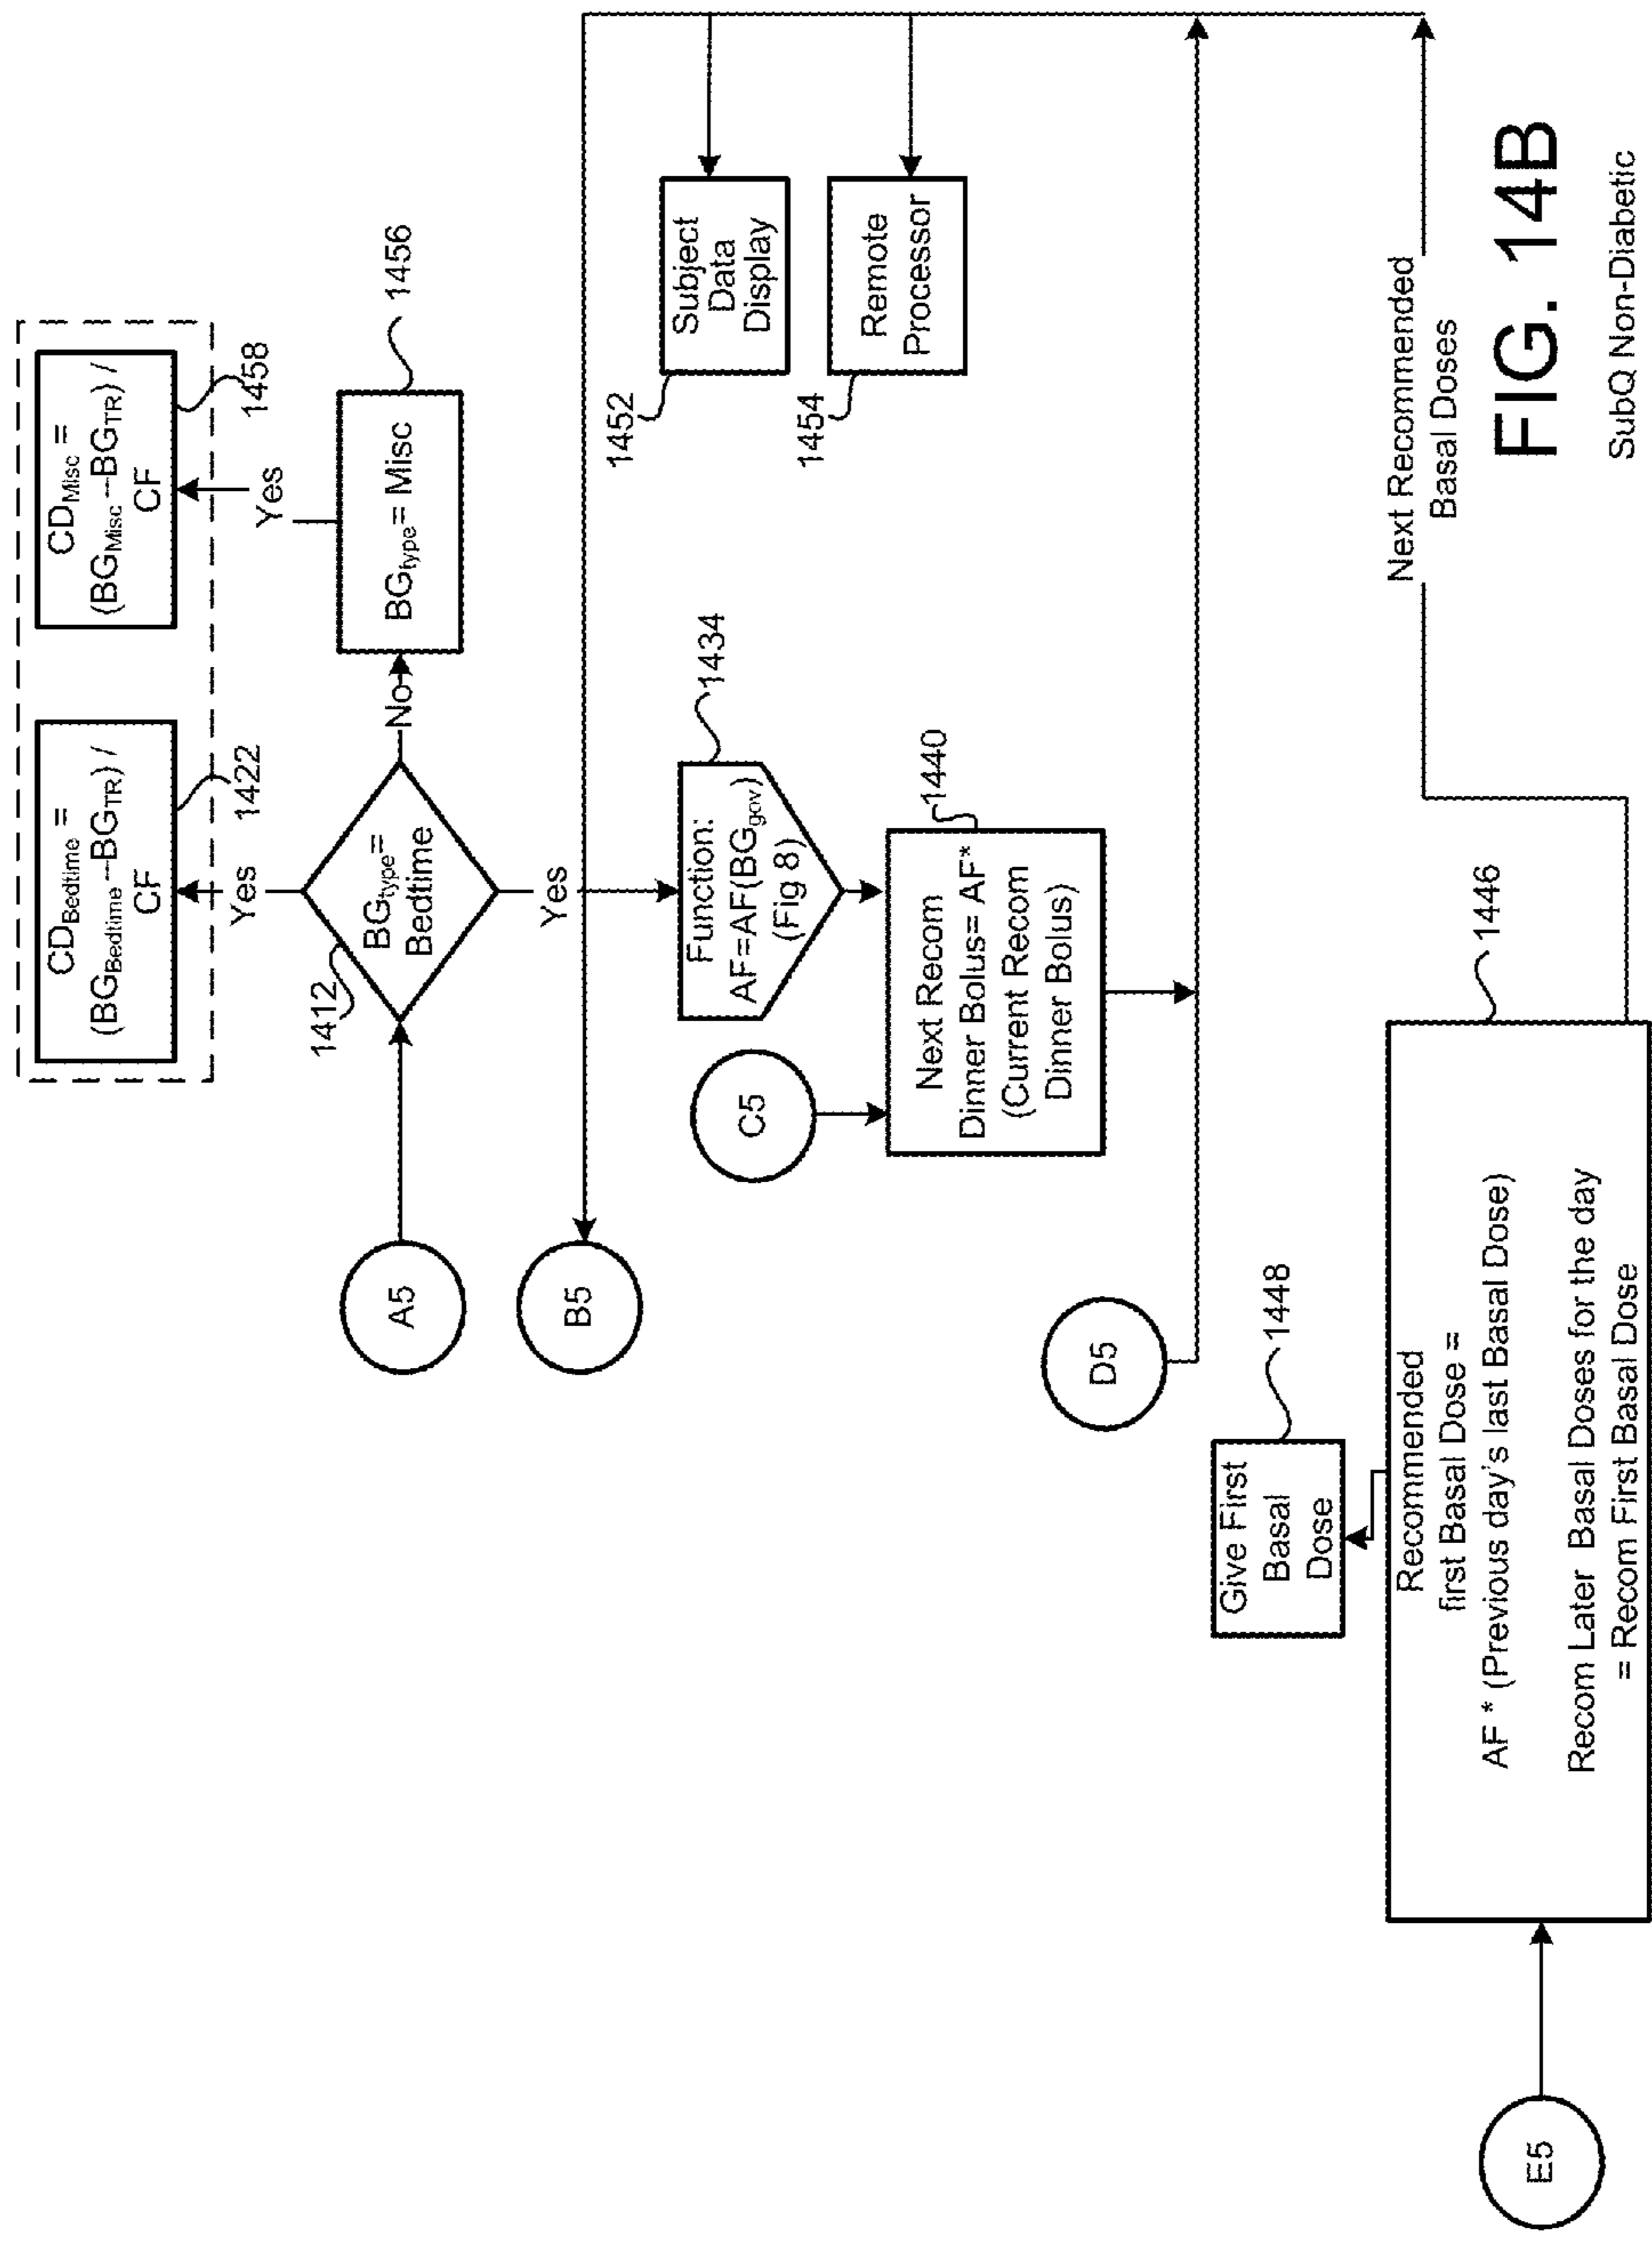 CD_Bedtime =
(BG_Bedtime --BG_TR) /
CF
1422
CD_Misc =
(BG_Misc --BG_TR) /
CF
1458
Yes
Yes
A5
1412
BG_type=
Bedtime
No
BG_type= Misc
1456
Yes
B5
C5
Function:
AF=AF(BG_gov)
(Fig 8)
1434
Subject
Data
Display
1452
Remote
Processor
1454
Next Recom
Dinner Bolus= AF*
(Current Recom
Dinner Bolus)
1440
D5
Give First
Basal
Dose
1448
E5
Recommended
first Basal Dose =
AF * (Previous day's last Basal Dose)
Recom Later Basal Doses for the day
= Recom First Basal Dose
1446
Next Recommended
Basal Doses
FIG. 14B
SubQ Non-Diabetic